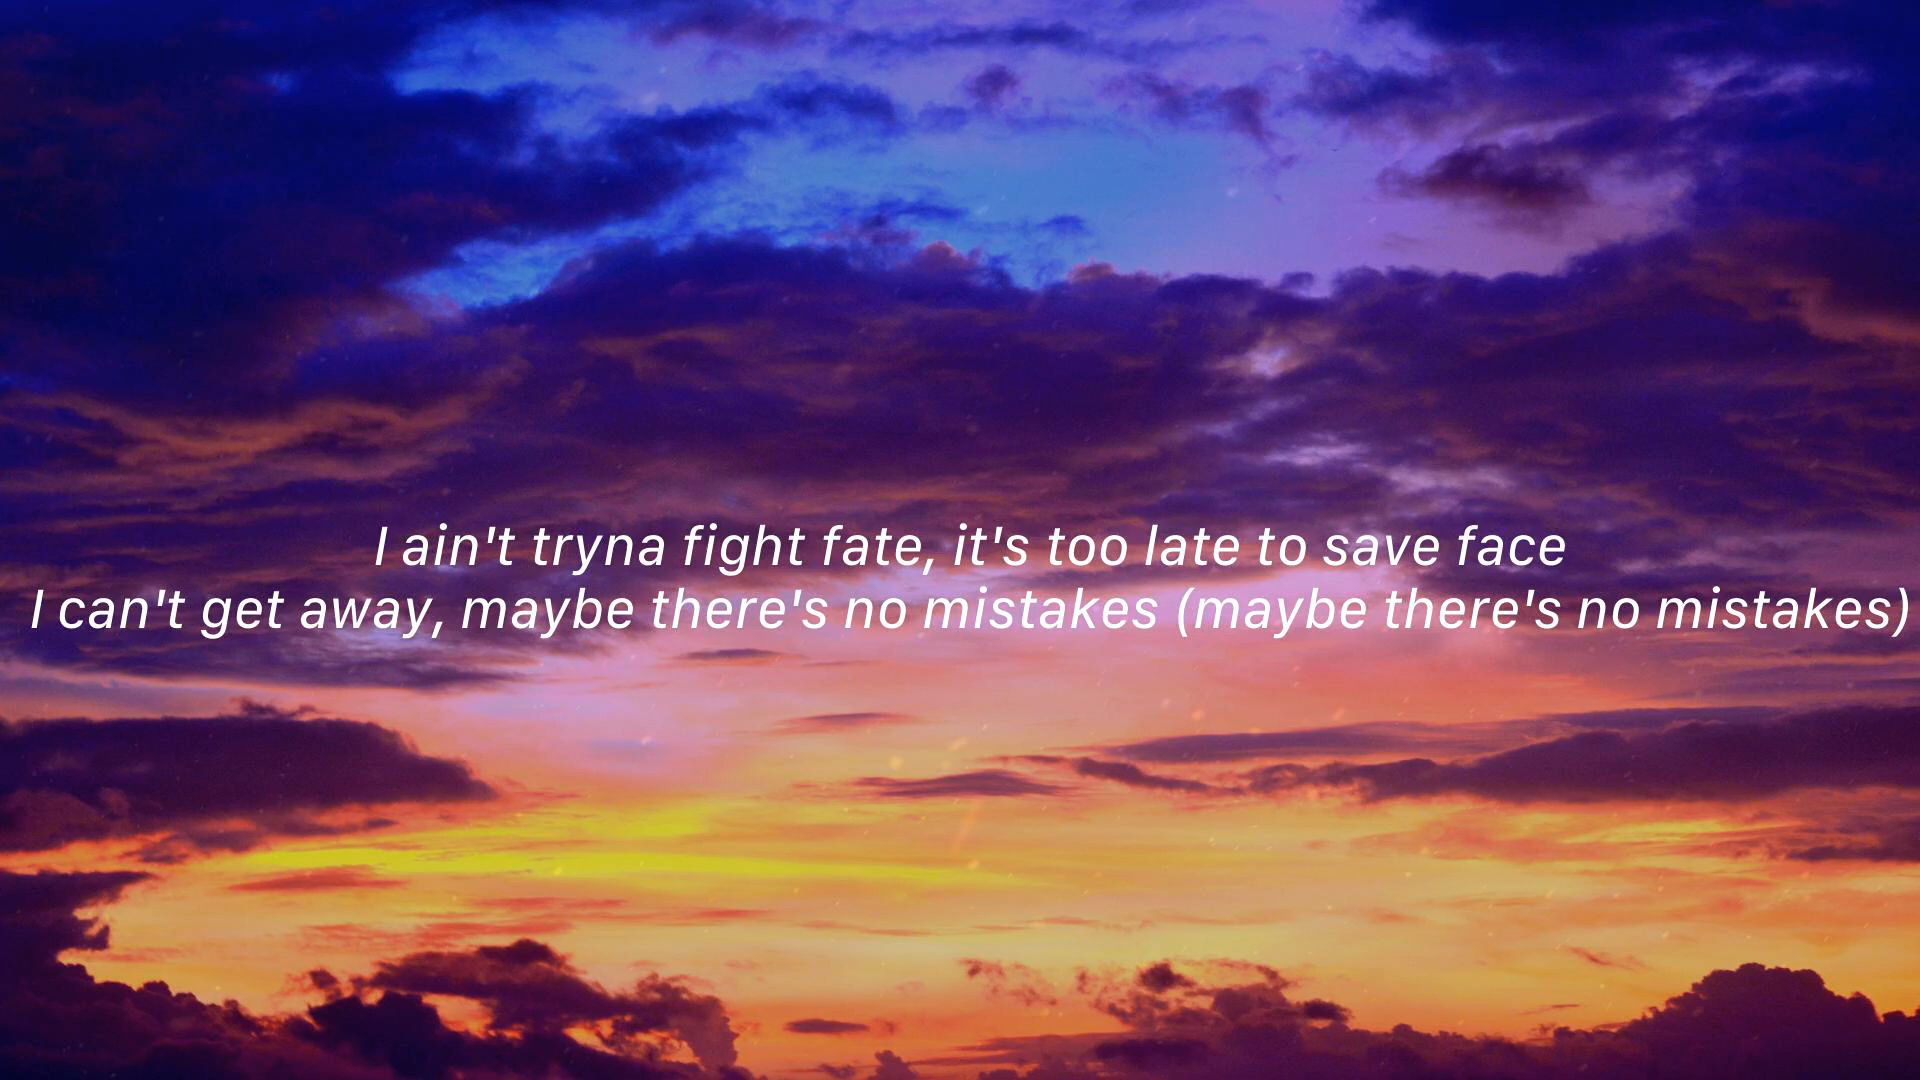 I ain't tryna fight fate, it's too late to save face
I can't get away, maybe there's no mistakes (maybe there's no mistakes)